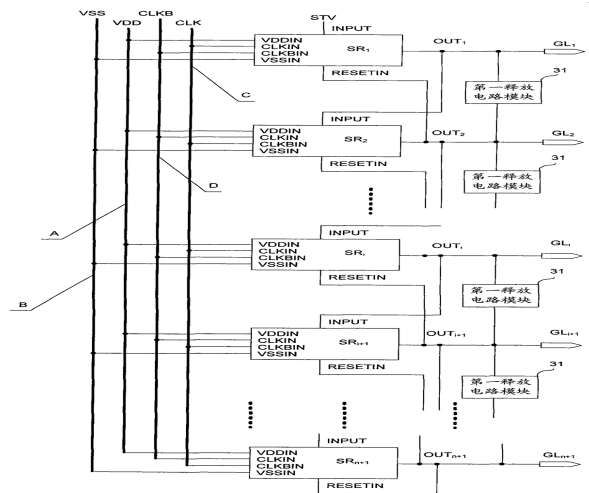 VSS
VDD
CLKB
CLK
STV
INPUT
VDDIN
CLKIN
CLKBIN
VSSIN
SR1
OUT1
GL1
RESETIN
C
31
第一释放
电路模块
INPUT
VDDIN
CLKIN
CLKBIN
VSSIN
SR2
OUT2
GL2
RESETIN
D
31
第一释放
电路模块
A
INPUT
VDDIN
CLKIN
CLKBIN
VSSIN
SRi
OUTi
GLi
RESETIN
B
31
第一释放
电路模块
INPUT
VDDIN
CLKIN
CLKBIN
VSSIN
SRi+1
OUTi+1
GLi+1
RESETIN
31
第一释放
电路模块
INPUT
VDDIN
CLKIN
CLKBIN
VSSIN
SRn+1
OUTn+1
GLn+1
RESETIN